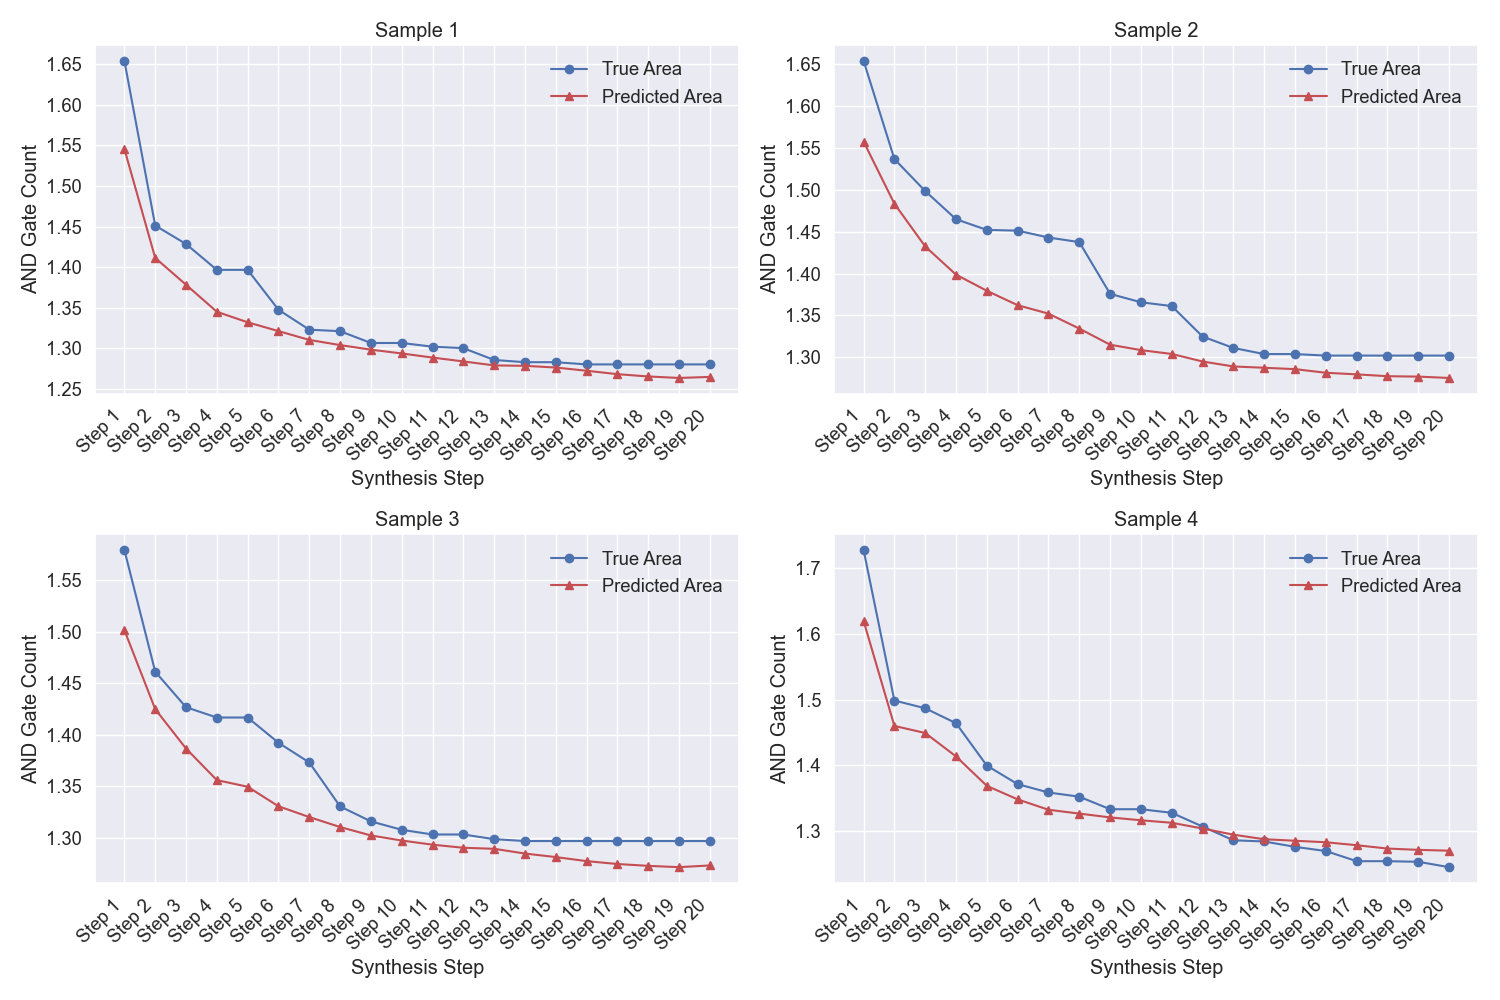 Sample 1
AND Gate Count
1.65
1.60
1.55
1.50
1.45
1.40
1.35
1.30
1.25
True Area
Predicted Area
Step 1
Step 2
Step 3
Step 4
Step 5
Step 6
Step 7
Step 8
Step 9
Step 10
Step 11
Step 12
Step 13
Step 14
Step 15
Step 16
Step 17
Step 18
Step 19
Step 20
Synthesis Step
Sample 2
AND Gate Count
1.65
1.60
1.55
1.50
1.45
1.40
1.35
1.30
True Area
Predicted Area
Step 1
Step 2
Step 3
Step 4
Step 5
Step 6
Step 7
Step 8
Step 9
Step 10
Step 11
Step 12
Step 13
Step 14
Step 15
Step 16
Step 17
Step 18
Step 19
Step 20
Synthesis Step
Sample 3
AND Gate Count
1.55
1.50
1.45
1.40
1.35
1.30
True Area
Predicted Area
Step 1
Step 2
Step 3
Step 4
Step 5
Step 6
Step 7
Step 8
Step 9
Step 10
Step 11
Step 12
Step 13
Step 14
Step 15
Step 16
Step 17
Step 18
Step 19
Step 20
Synthesis Step
Sample 4
AND Gate Count
1.7
1.6
1.5
1.4
1.3
True Area
Predicted Area
Step 1
Step 2
Step 3
Step 4
Step 5
Step 6
Step 7
Step 8
Step 9
Step 10
Step 11
Step 12
Step 13
Step 14
Step 15
Step 16
Step 17
Step 18
Step 19
Step 20
Synthesis Step